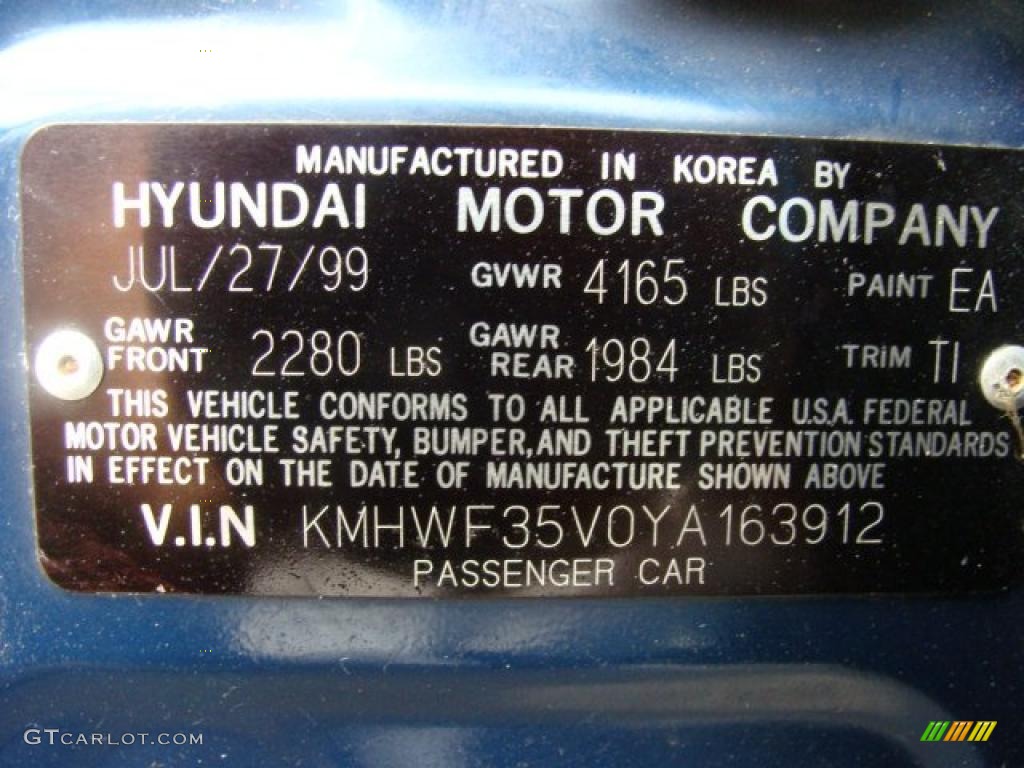 MANUFACTURED IN KOREA BY
HYUNDAI MOTOR COMPANY
JUL/27/99 GVWR 4165 LBS PAINT EA
GAWR FRONT 2280 LBS GAWR REAR 1984 LBS TRIM TI
THIS VEHICLE CONFORMS TO ALL APPLICABLE U.S.A. FEDERAL
MOTOR VEHICLE SAFETY, BUMPER, AND THEFT PREVENTION STANDARDS
IN EFFECT ON THE DATE OF MANUFACTURE SHOWN ABOVE
V.I.N KMHWF35V0YA163912
PASSENGER CAR
GTCARLOT.COM